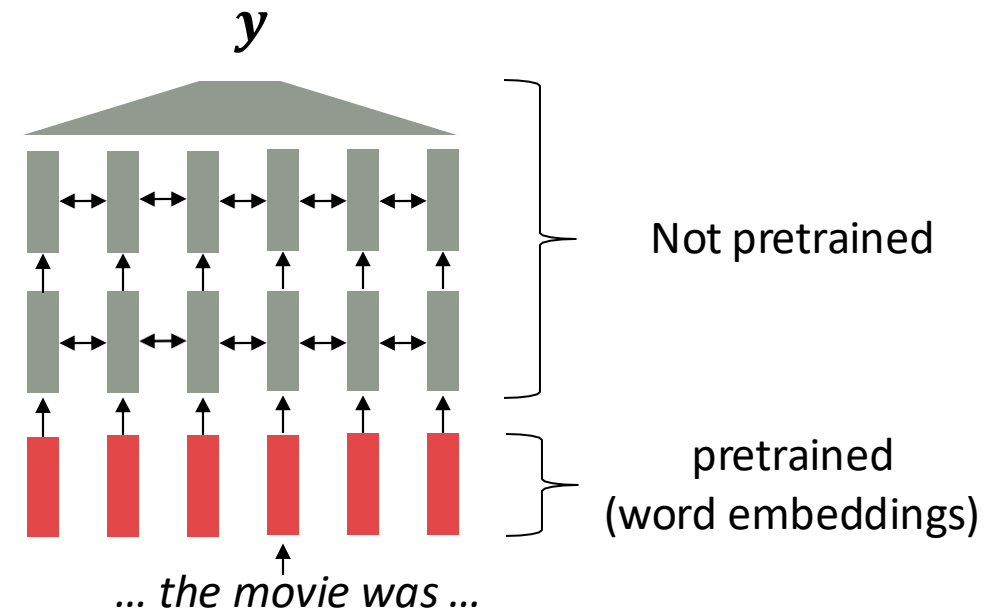 y
Not pretrained
pretrained
(word embeddings)
… the movie was …